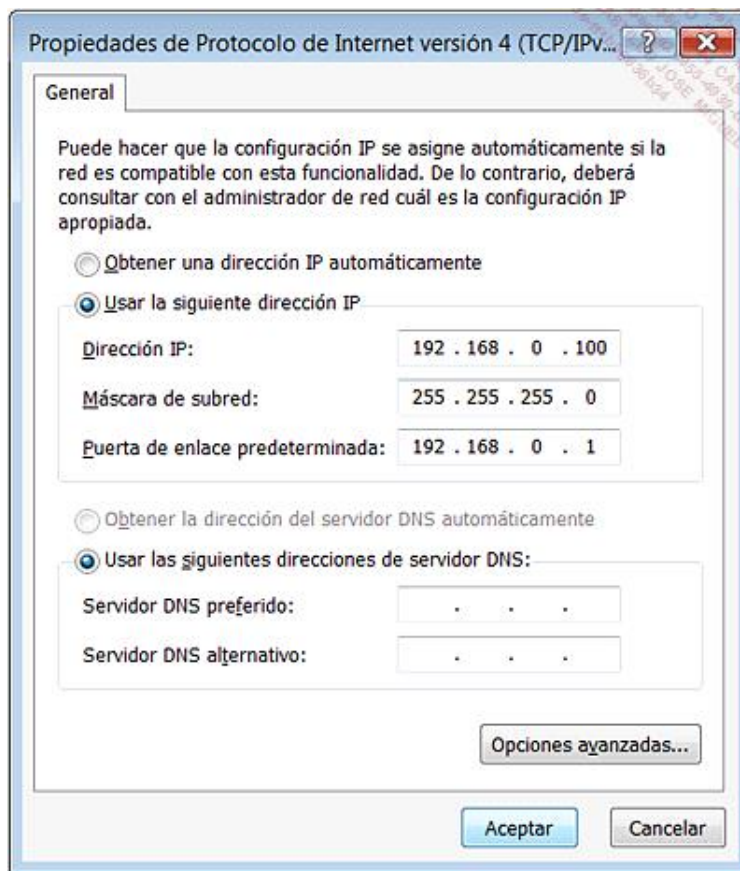 Propiedades de Protocolo de Internet versión 4 (TCP/IPv...
General
Puede hacer que la configuración IP se asigne automáticamente si la
red es compatible con esta funcionalidad. De lo contrario, deberá
consultar con el administrador de red cuál es la configuración IP
apropiada.
Obtener una dirección IP automáticamente
Usar la siguiente dirección IP
Dirección IP: 192 . 168 . 0 . 100
Máscara de subred: 255 . 255 . 255 . 0
Puerta de enlace predeterminada: 192 . 168 . 0 . 1
Obtener la dirección del servidor DNS automáticamente
Usar las siguientes direcciones de servidor DNS:
Servidor DNS preferido: . . .
Servidor DNS alternativo: . . .
Opciones avanzadas...
Aceptar Cancelar